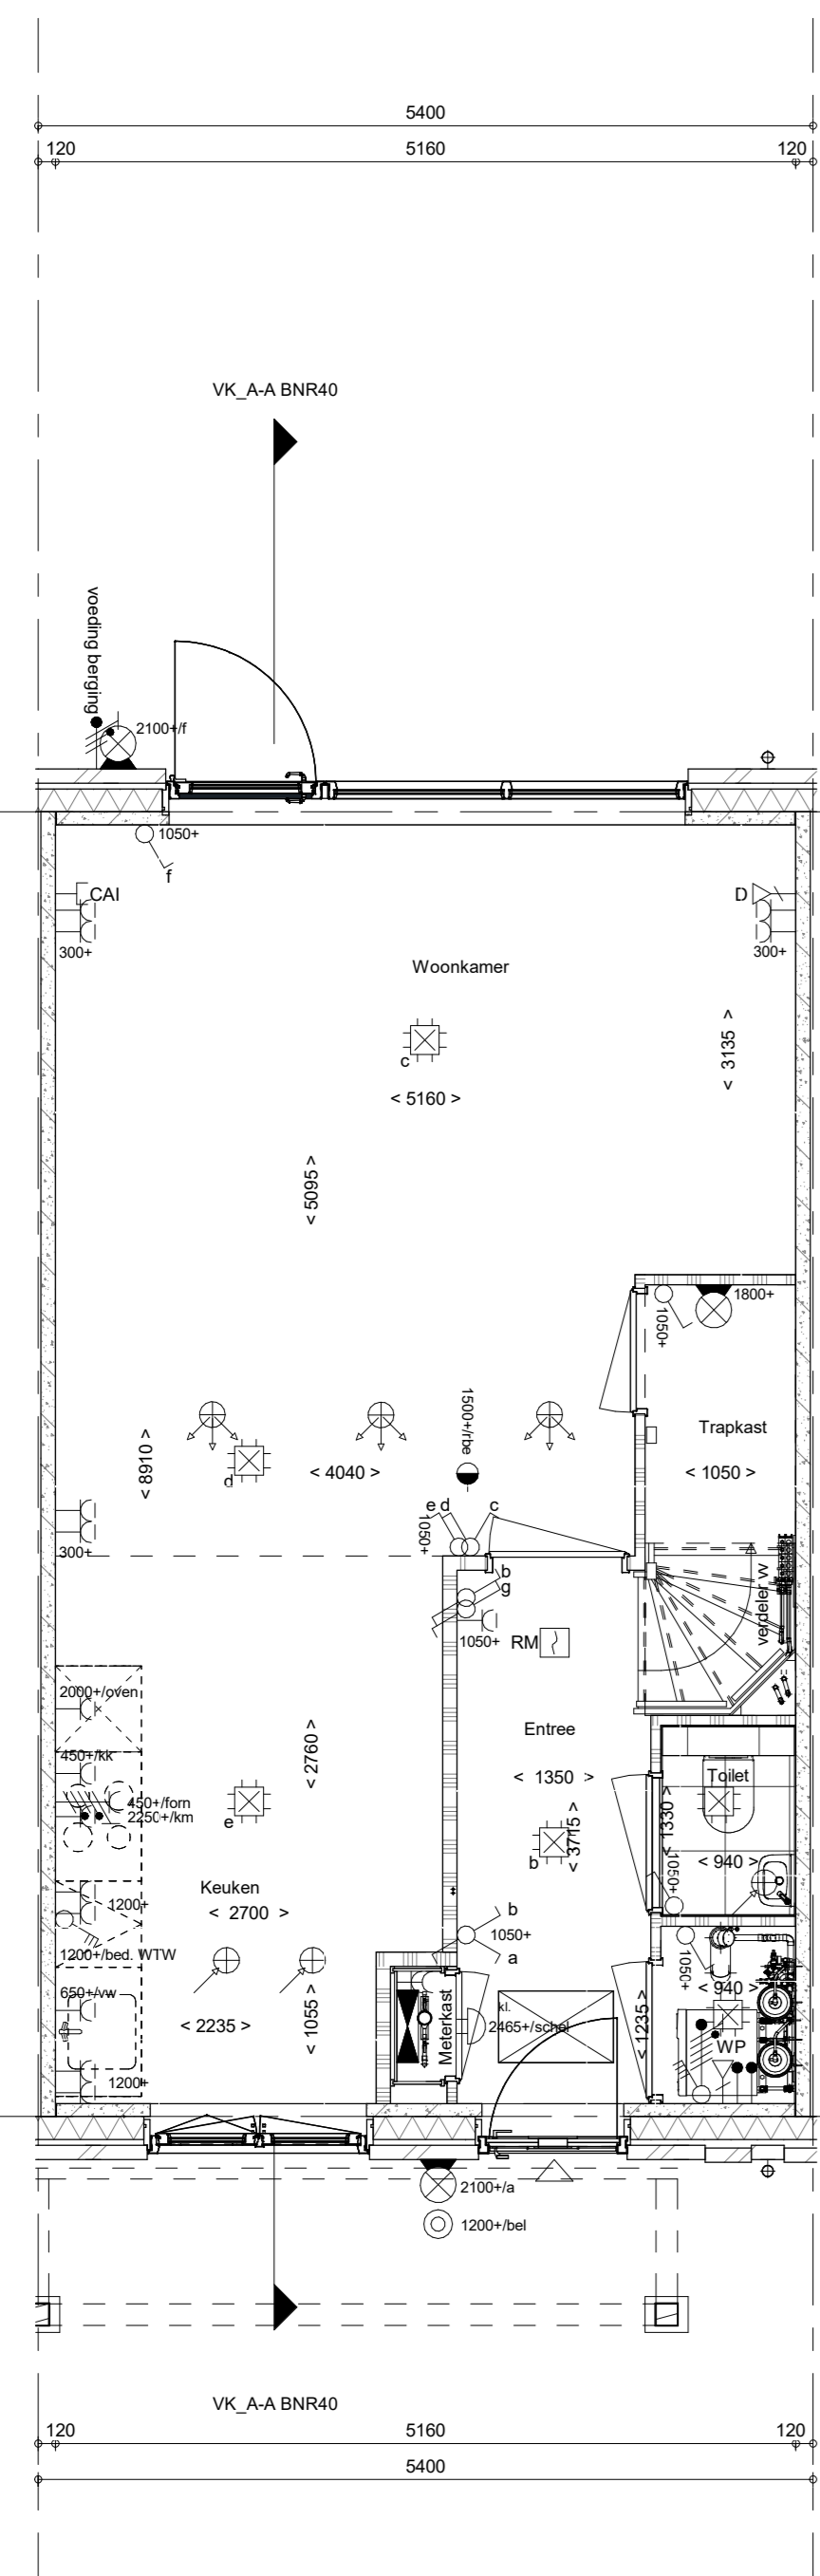 5400
120 5160 120
VK_A-A BNR40
voeding berging
2100+/f
1050+
f
CAI
D
300+
300+
Woonkamer
c
< 5160 >
< 3135 >
< 5095 >
1800+
1050+
Trapkast
< 1050 >
1500+/rbe
< 8910 >
d
< 4040 >
e d c
1050+
300+
b
g
1050+
RM
verdeler vv
2000+/oven
Entree
450+/kk
< 2760 >
< 1350 >
Toilet
450+/forn
2250+/km
e
b
< 3715 >
< 1330 >
1050+
< 940 >
Keuken
1200+
< 2700 >
b
1050+
a
1200+/bed. WTW
1050+
650+/vw
< 940 >
kl.
2465+/schel
Meterkast
< 2235 >
< 1055 >
< 1235 >
WP
1200+
2100+/a
1200+/bel
VK_A-A BNR40
120 5160 120
5400